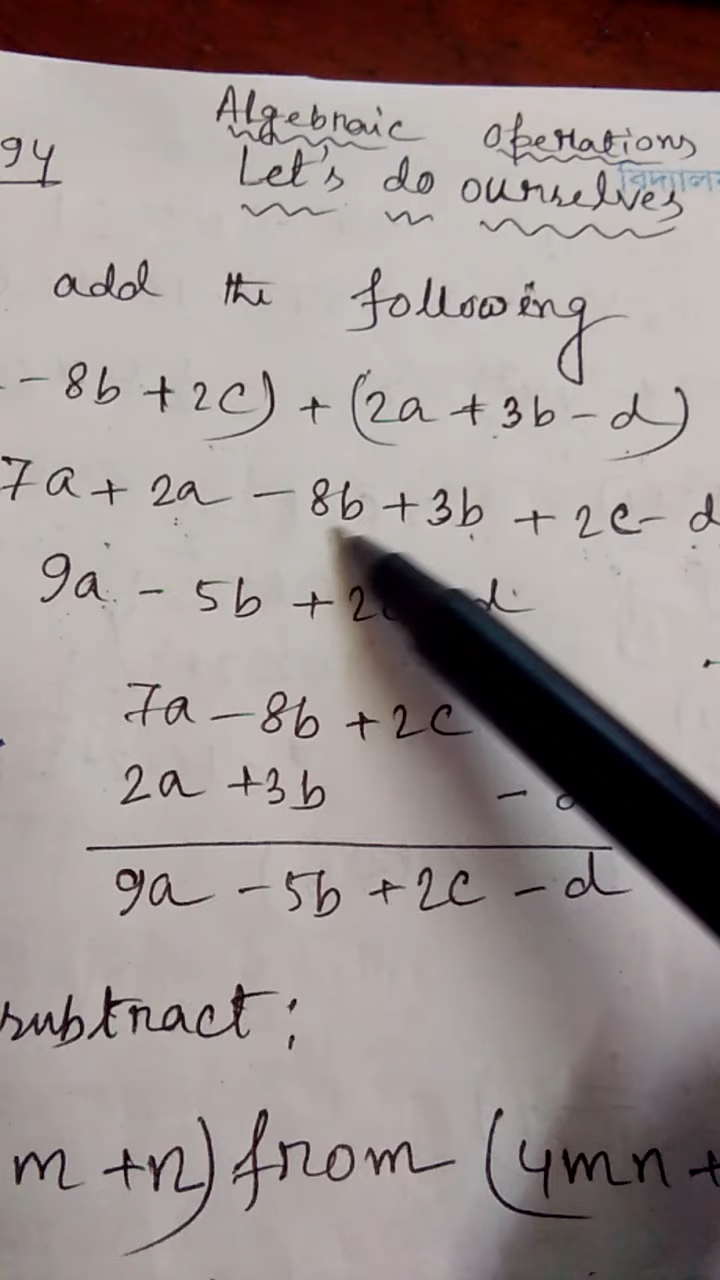 Algebraic Operations
94 Let's do ourselves
add the following
- 8b + 2c) + (2a + 3b - d)
7a + 2a - 8b + 3b + 2c - d
9a - 5b + 2c - d
7a - 8b + 2c
2a + 3b - d
9a - 5b + 2c - d
subtract:
m + n) from (4mn +